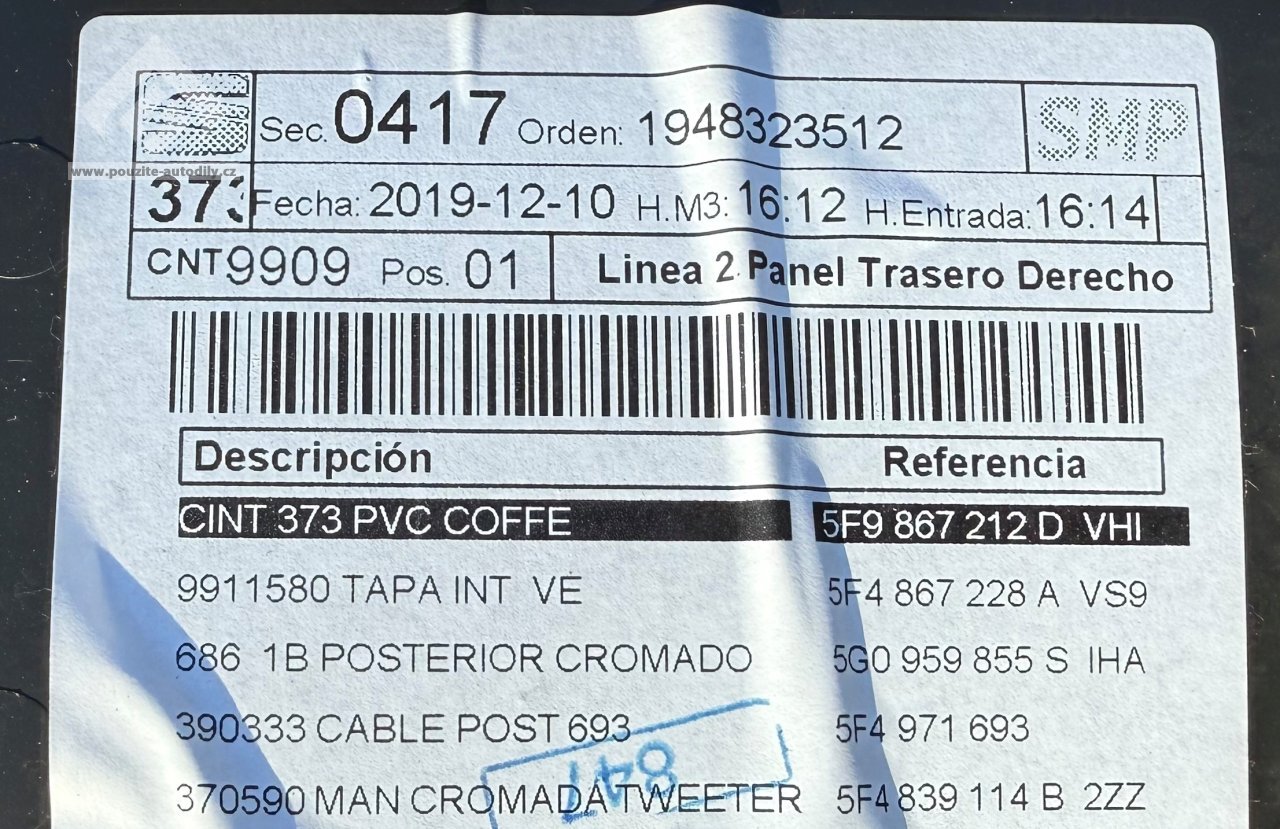 Sec. 0417 Orden: 1948323512 SMP
www.pouzite-autodily.cz
373 Fecha: 2019-12-10 H.M3: 16:12 H.Entrada: 16:14
CNT 9909 Pos. 01 Linea 2 Panel Trasero Derecho
Descripción Referencia
CINT 373 PVC COFFE 5F9 867 212 D VHI
9911580 TAPA INT VE 5F4 867 228 A VS9
686 1B POSTERIOR CROMADO 5G0 959 855 S IHA
390333 CABLE POST 693 5F4 971 693
847
370590 MAN CROMADA TWEETER 5F4 839 114 B 2ZZ